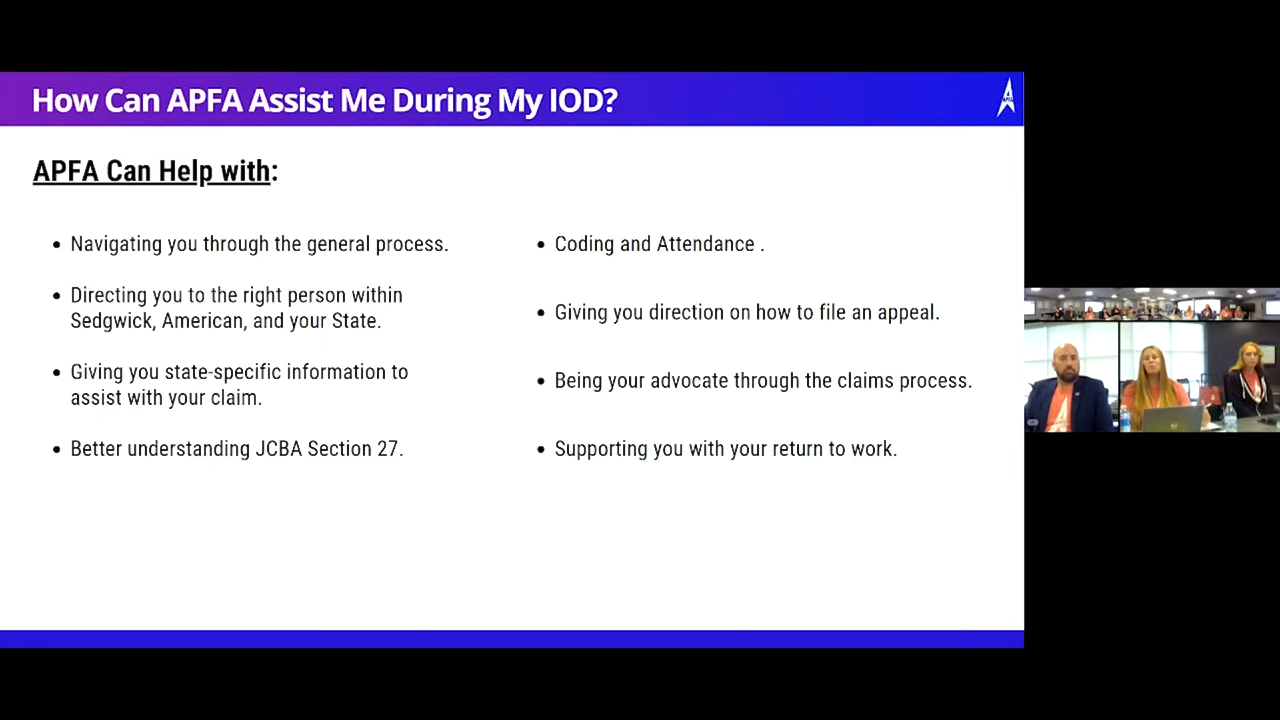 How Can APFA Assist Me During My IOD?
APFA Can Help with:
• Navigating you through the general process.
• Directing you to the right person within
Sedgwick, American, and your State.
• Giving you state-specific information to
assist with your claim.
• Better understanding JCBA Section 27.
• Coding and Attendance .
• Giving you direction on how to file an appeal.
• Being your advocate through the claims process.
• Supporting you with your return to work.